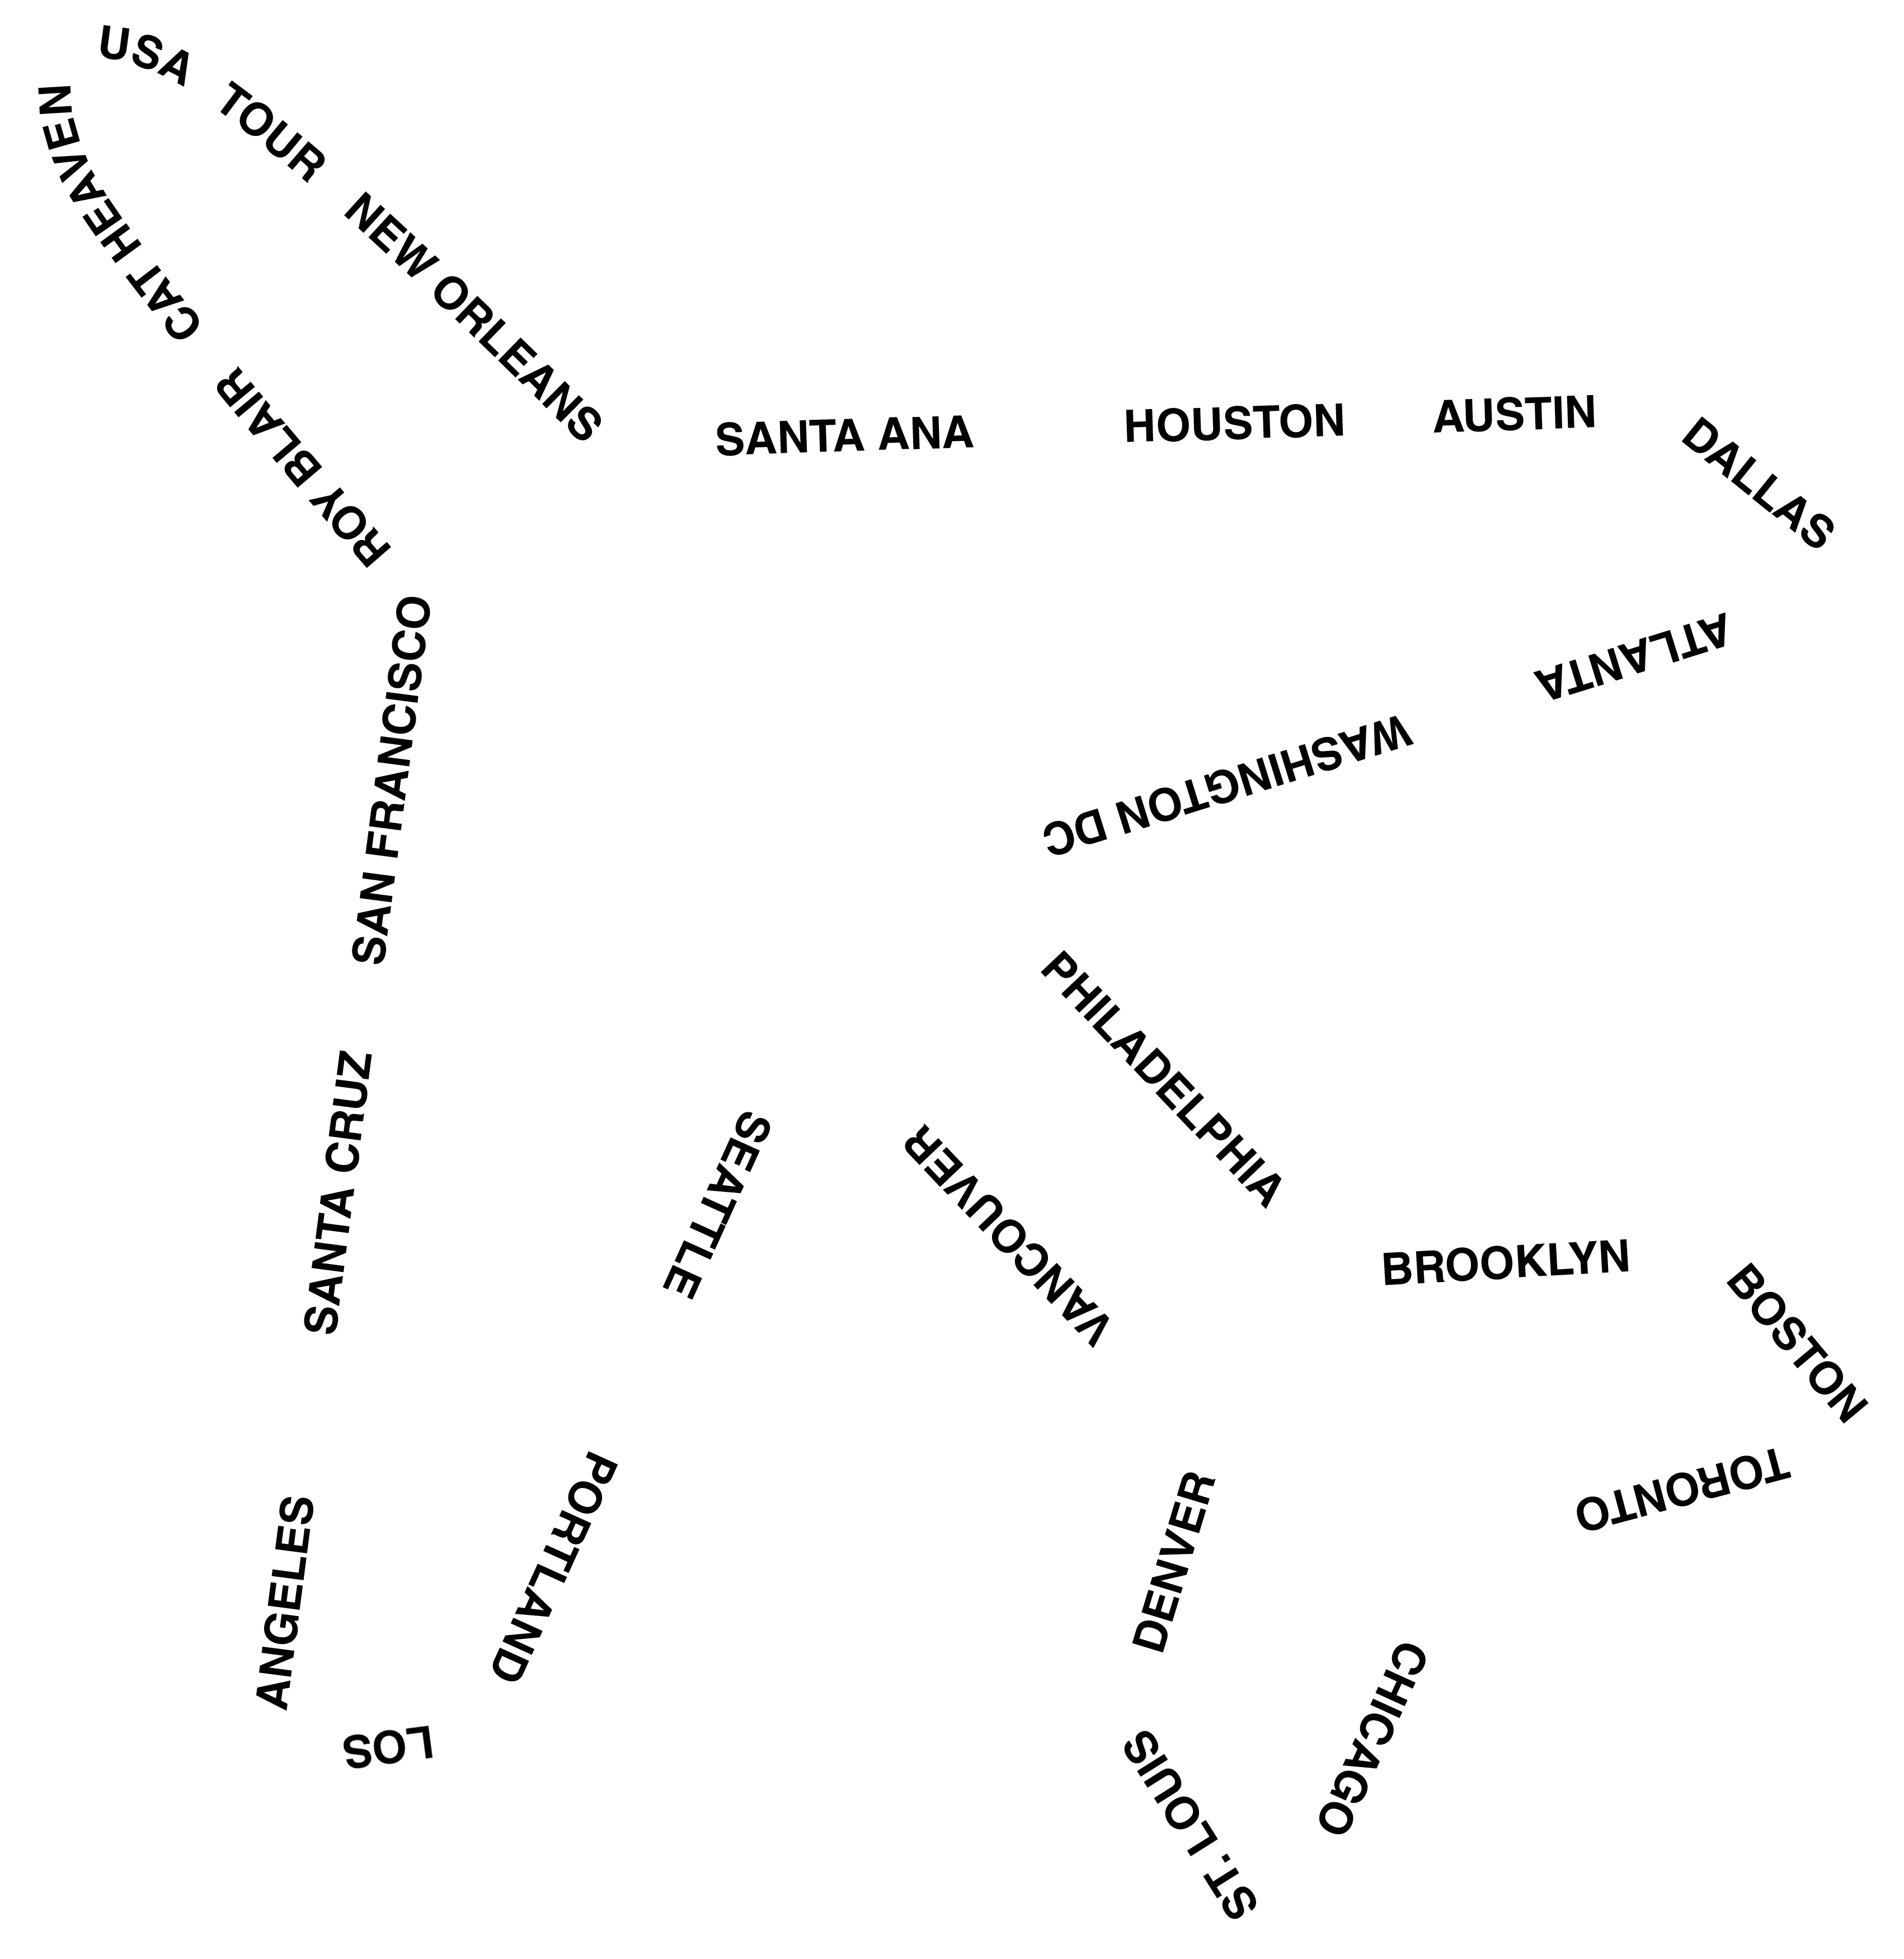 USA TOUR
NEW ORLEANS
SANTA ANA
HOUSTON
AUSTIN
DALLAS
ATLANTA
WASHINGTON DC
PHILADELPHIA
BROOKLYN
BOSTON
TORONTO
CHICAGO
ST. LOUIS
DENVER
VANCOUVER
SEATTLE
PORTLAND
LOS
ANGELES
SANTA CRUZ
SAN FRANCISCO
ROY BLAIR
CAT HEAVEN